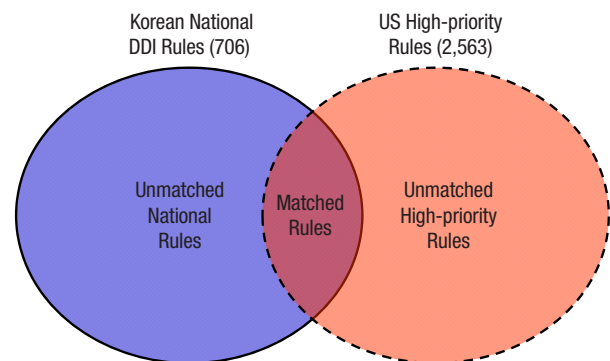 Korean National
DDI Rules (706)
US High-priority
Rules (2,563)
Unmatched
National
Rules
Matched
Rules
Unmatched
High-priority
Rules